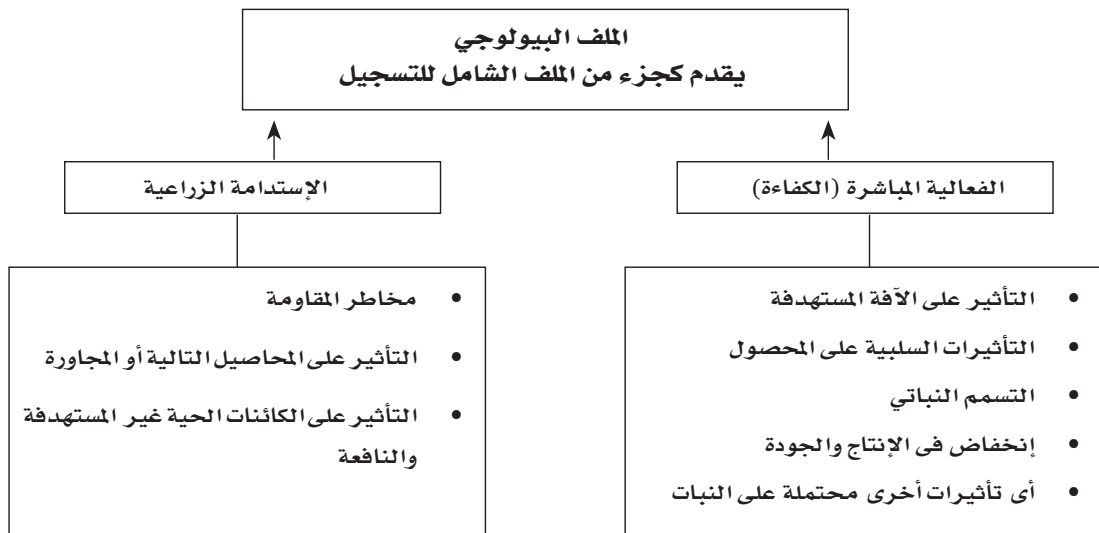 الملف البيولوجي
يقدم كجزء من الملف الشامل للتسجيل
الفعالية المباشرة (الكفاءة)
• التأثير على الآفة المستهدفة
• التأثيرات السلبية على المحصول
• التسمم النباتي
• إنخفاض فى الإنتاج والجودة
• أى تأثيرات أخرى محتملة على النبات
الإستدامة الزراعية
• مخاطر المقاومة
• التأثير على المحاصيل التالية أو المجاورة
• التأثير على الكائنات الحية غير المستهدفة
والنافعة